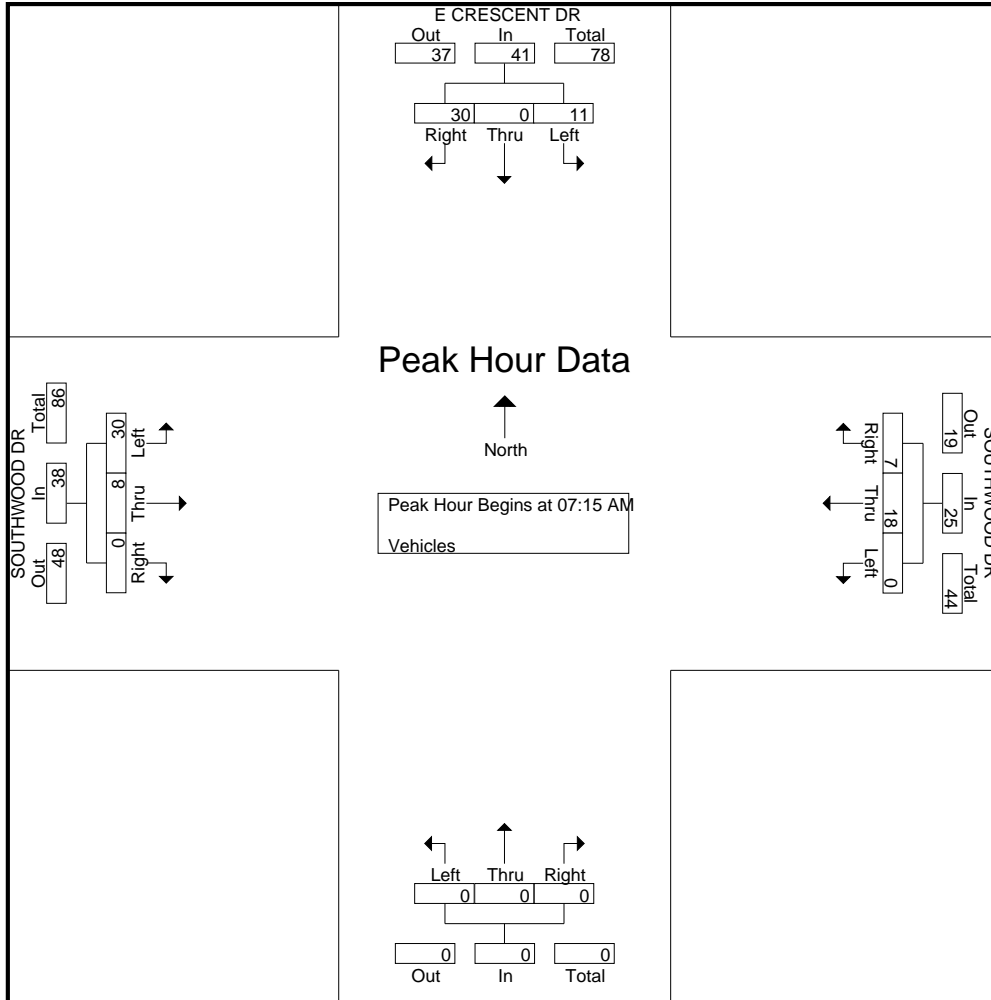 E CRESCENT DR
Out In Total
37 41 78
30 0 11
Right Thru Left
Peak Hour Data
North
Peak Hour Begins at 07:15 AM
Vehicles
SOUTHWOOD DR
Total In Out
86 38 48
30 8 0
Left Thru Right
SOUTHWOOD DR
Out In Total
19 25 44
7 18 0
Right Thru Left
Left Thru Right
0 0 0
0 0 0
Out In Total